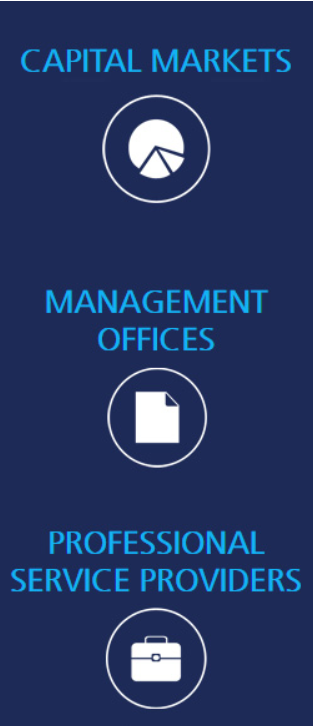 CAPITAL MARKETS
MANAGEMENT
OFFICES
PROFESSIONAL
SERVICE PROVIDERS